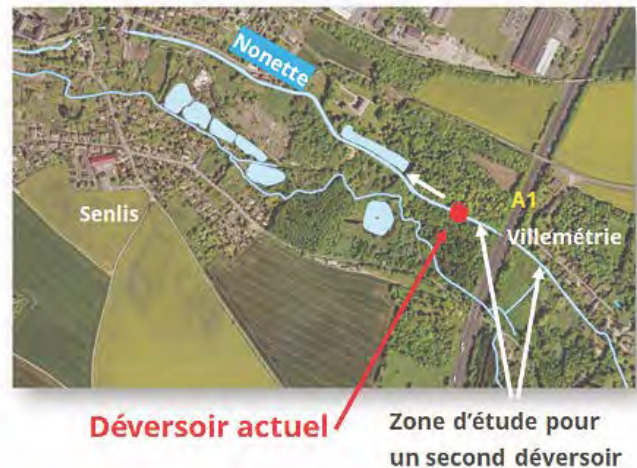 Nonette
A1
Senlis
Villemétrie
Déversoir actuel
Zone d’étude pour
un second déversoir